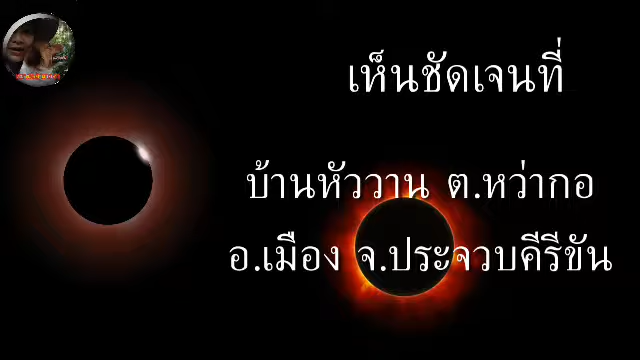 เห็นชัดเจนที่
บ้านหัววาน ต.หว่ากอ
อ.เมือง จ.ประจวบคีรีขัน